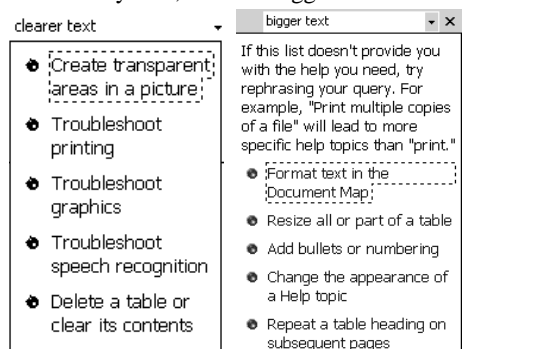 clearer text
Create transparent
areas in a picture
Troubleshoot
printing
Troubleshoot
graphics
Troubleshoot
speech recognition
Delete a table or
clear its contents
bigger text
If this list doesn't provide you
with the help you need, try
rephrasing your query. For
example, "Print multiple copies
of a file" will lead to more
specific help topics than "print."
Format text in the
Document Map
Resize all or part of a table
Add bullets or numbering
Change the appearance of
a Help topic
Repeat a table heading on
subsequent pages